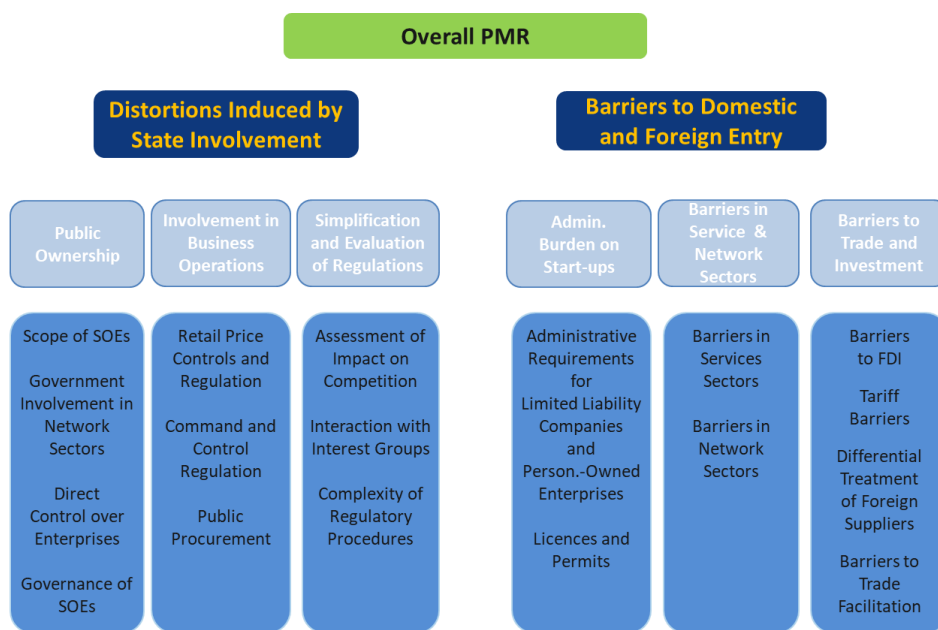 Overall PMR
Distortions Induced by
State Involvement
Barriers to Domestic
and Foreign Entry
Public
Ownership
Involvement in
Business
Operations
Simplification
and Evaluation
of Regulations
Admin.
Burden on
Start-ups
Barriers in
Service &
Network
Sectors
Barriers to
Trade and
Investment
Scope of SOEs
Government
Involvement in
Network
Sectors
Direct
Control over
Enterprises
Governance of
SOEs
Retail Price
Controls and
Regulation
Command and
Control
Regulation
Public
Procurement
Assessment of
Impact on
Competition
Interaction with
Interest Groups
Complexity of
Regulatory
Procedures
Administrative
Requirements
for
Limited Liability
Companies
and
Person.-Owned
Enterprises
Licences and
Permits
Barriers in
Services
Sectors
Barriers in
Network
Sectors
Barriers
to FDI
Tariff
Barriers
Differential
Treatment
of Foreign
Suppliers
Barriers to
Trade
Facilitation